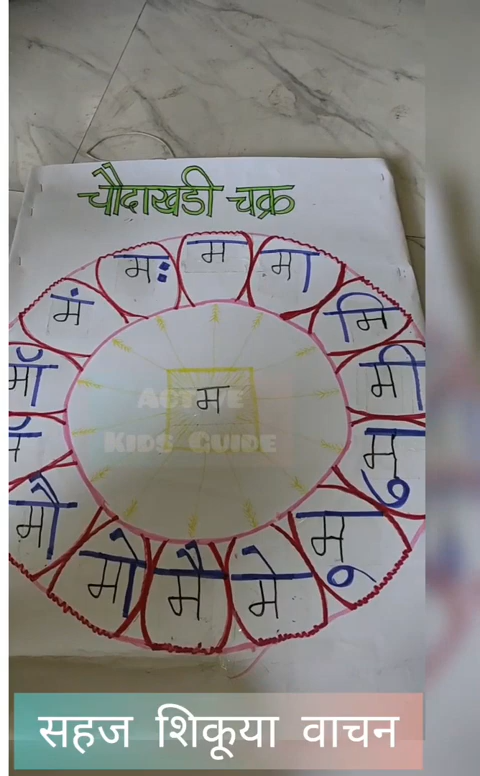 चौदाखडी चक्र
म
मा
मि
मी
मु
मू
मे
मै
मो
मौ
मॉ
मं
मः
म
Active
Kids Guide
सहज शिकूया वाचन